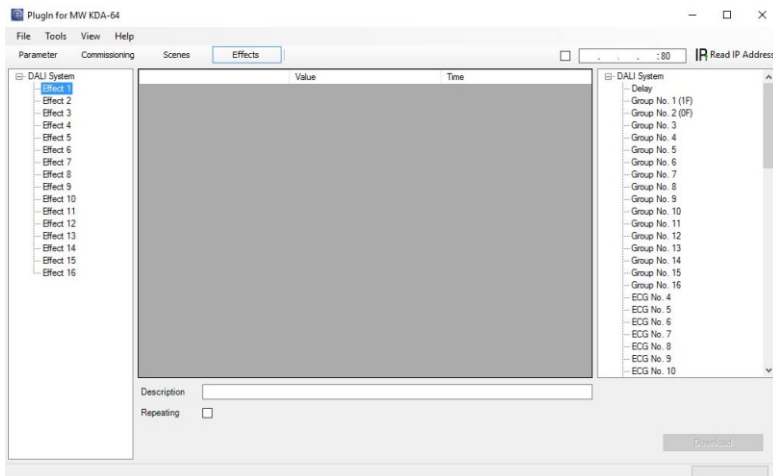 PlugIn for MW KDA-64
File Tools View Help
Parameter Commissioning Scenes Effects . . . :80 Read IP Address
DALI System
Effect 1
Effect 2
Effect 3
Effect 4
Effect 5
Effect 6
Effect 7
Effect 8
Effect 9
Effect 10
Effect 11
Effect 12
Effect 13
Effect 14
Effect 15
Effect 16
Value Time
DALI System
Delay
Group No. 1 (1F)
Group No. 2 (0F)
Group No. 3
Group No. 4
Group No. 5
Group No. 6
Group No. 7
Group No. 8
Group No. 9
Group No. 10
Group No. 11
Group No. 12
Group No. 13
Group No. 14
Group No. 15
Group No. 16
ECG No. 4
ECG No. 5
ECG No. 6
ECG No. 7
ECG No. 8
ECG No. 9
ECG No. 10
Description
Repeating
Download